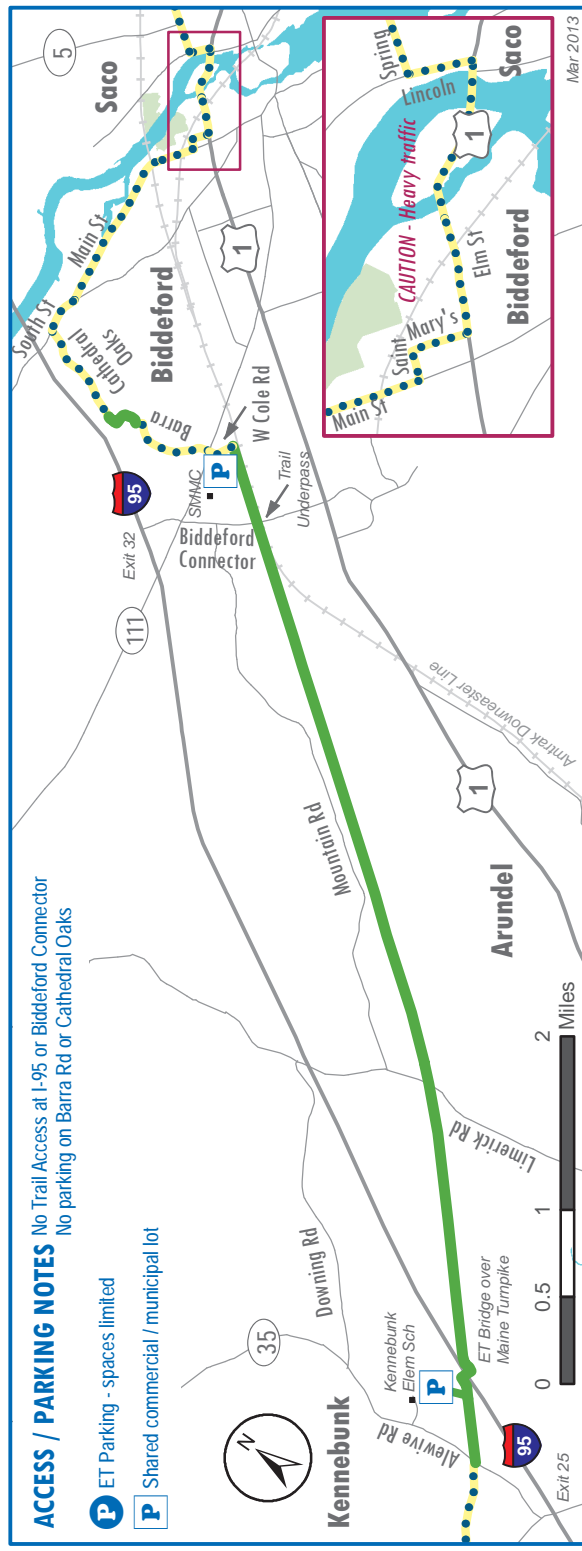 ACCESS / PARKING NOTES
No Trail Access at I-95 or Biddeford Connector
No parking on Barra Rd or Cathedral Oaks
P ET Parking - spaces limited
P Shared commercial / municipal lot
N
Kennebunk
35
Downing Rd
Kennebunk
Elem Sch
P
Alewive Rd
95
Exit 25
ET Bridge over
Maine Turnpike
Limerick Rd
0 0.5 1 2
Miles
Arundel
1
Mountain Rd
Amtrak Downeaster Line
111
Exit 32
95
Biddeford
Connector
SMMC
P
Trail
Underpass
W Cole Rd
Barra
Cathedral
Oaks
South St
Main St
Biddeford
1
Saco
5
Main St
Saint
Mary's
CAUTION - Heavy traffic
Elm St
Biddeford
1
Lincoln
Spring
Saco
Mar 2013